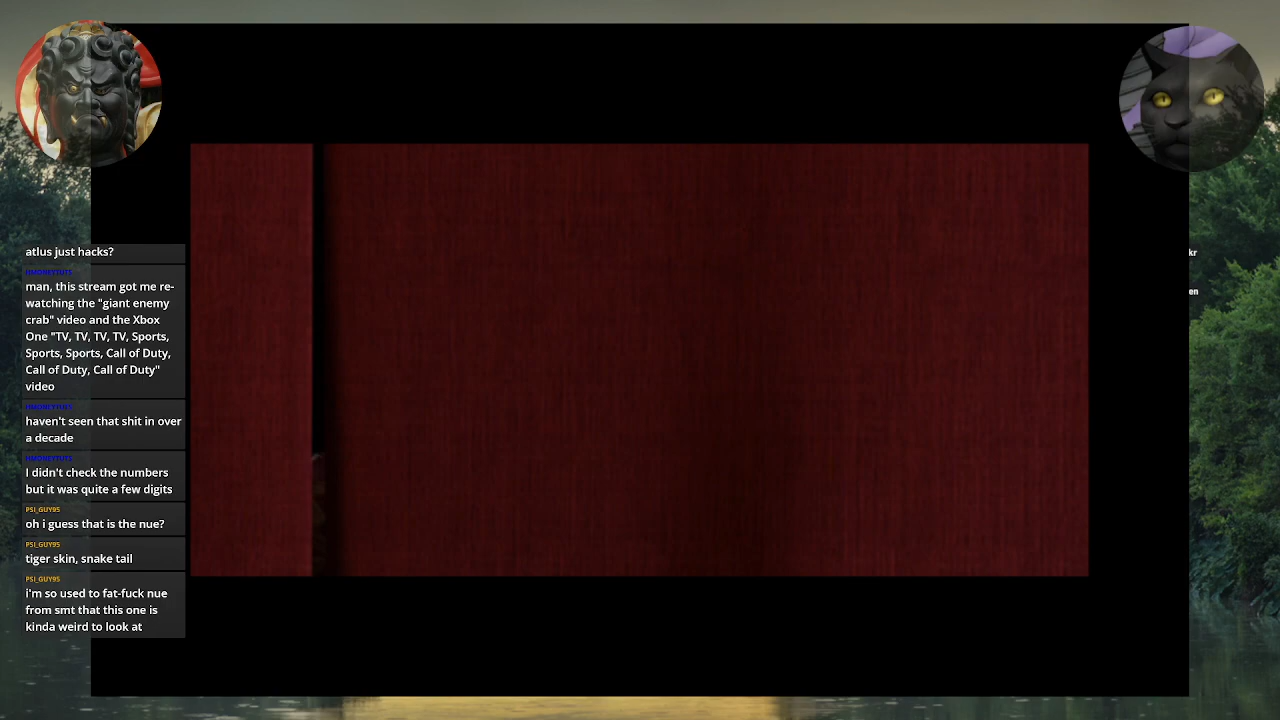 atlus just hacks?
HMONEYTUTS
man, this stream got me re-
watching the "giant enemy
crab" video and the Xbox
One "TV, TV, TV, TV, Sports,
Sports, Sports, Call of Duty,
Call of Duty, Call of Duty"
video
haven't seen that shit in over
a decade
I didn't check the numbers
but it was quite a few digits
PSI_GUY95
oh i guess that is the nue?
PSI_GUY95
tiger skin, snake tail
PSI_GUY95
i'm so used to fat-fuck nue
from smt that this one is
kinda weird to look at
kr
en